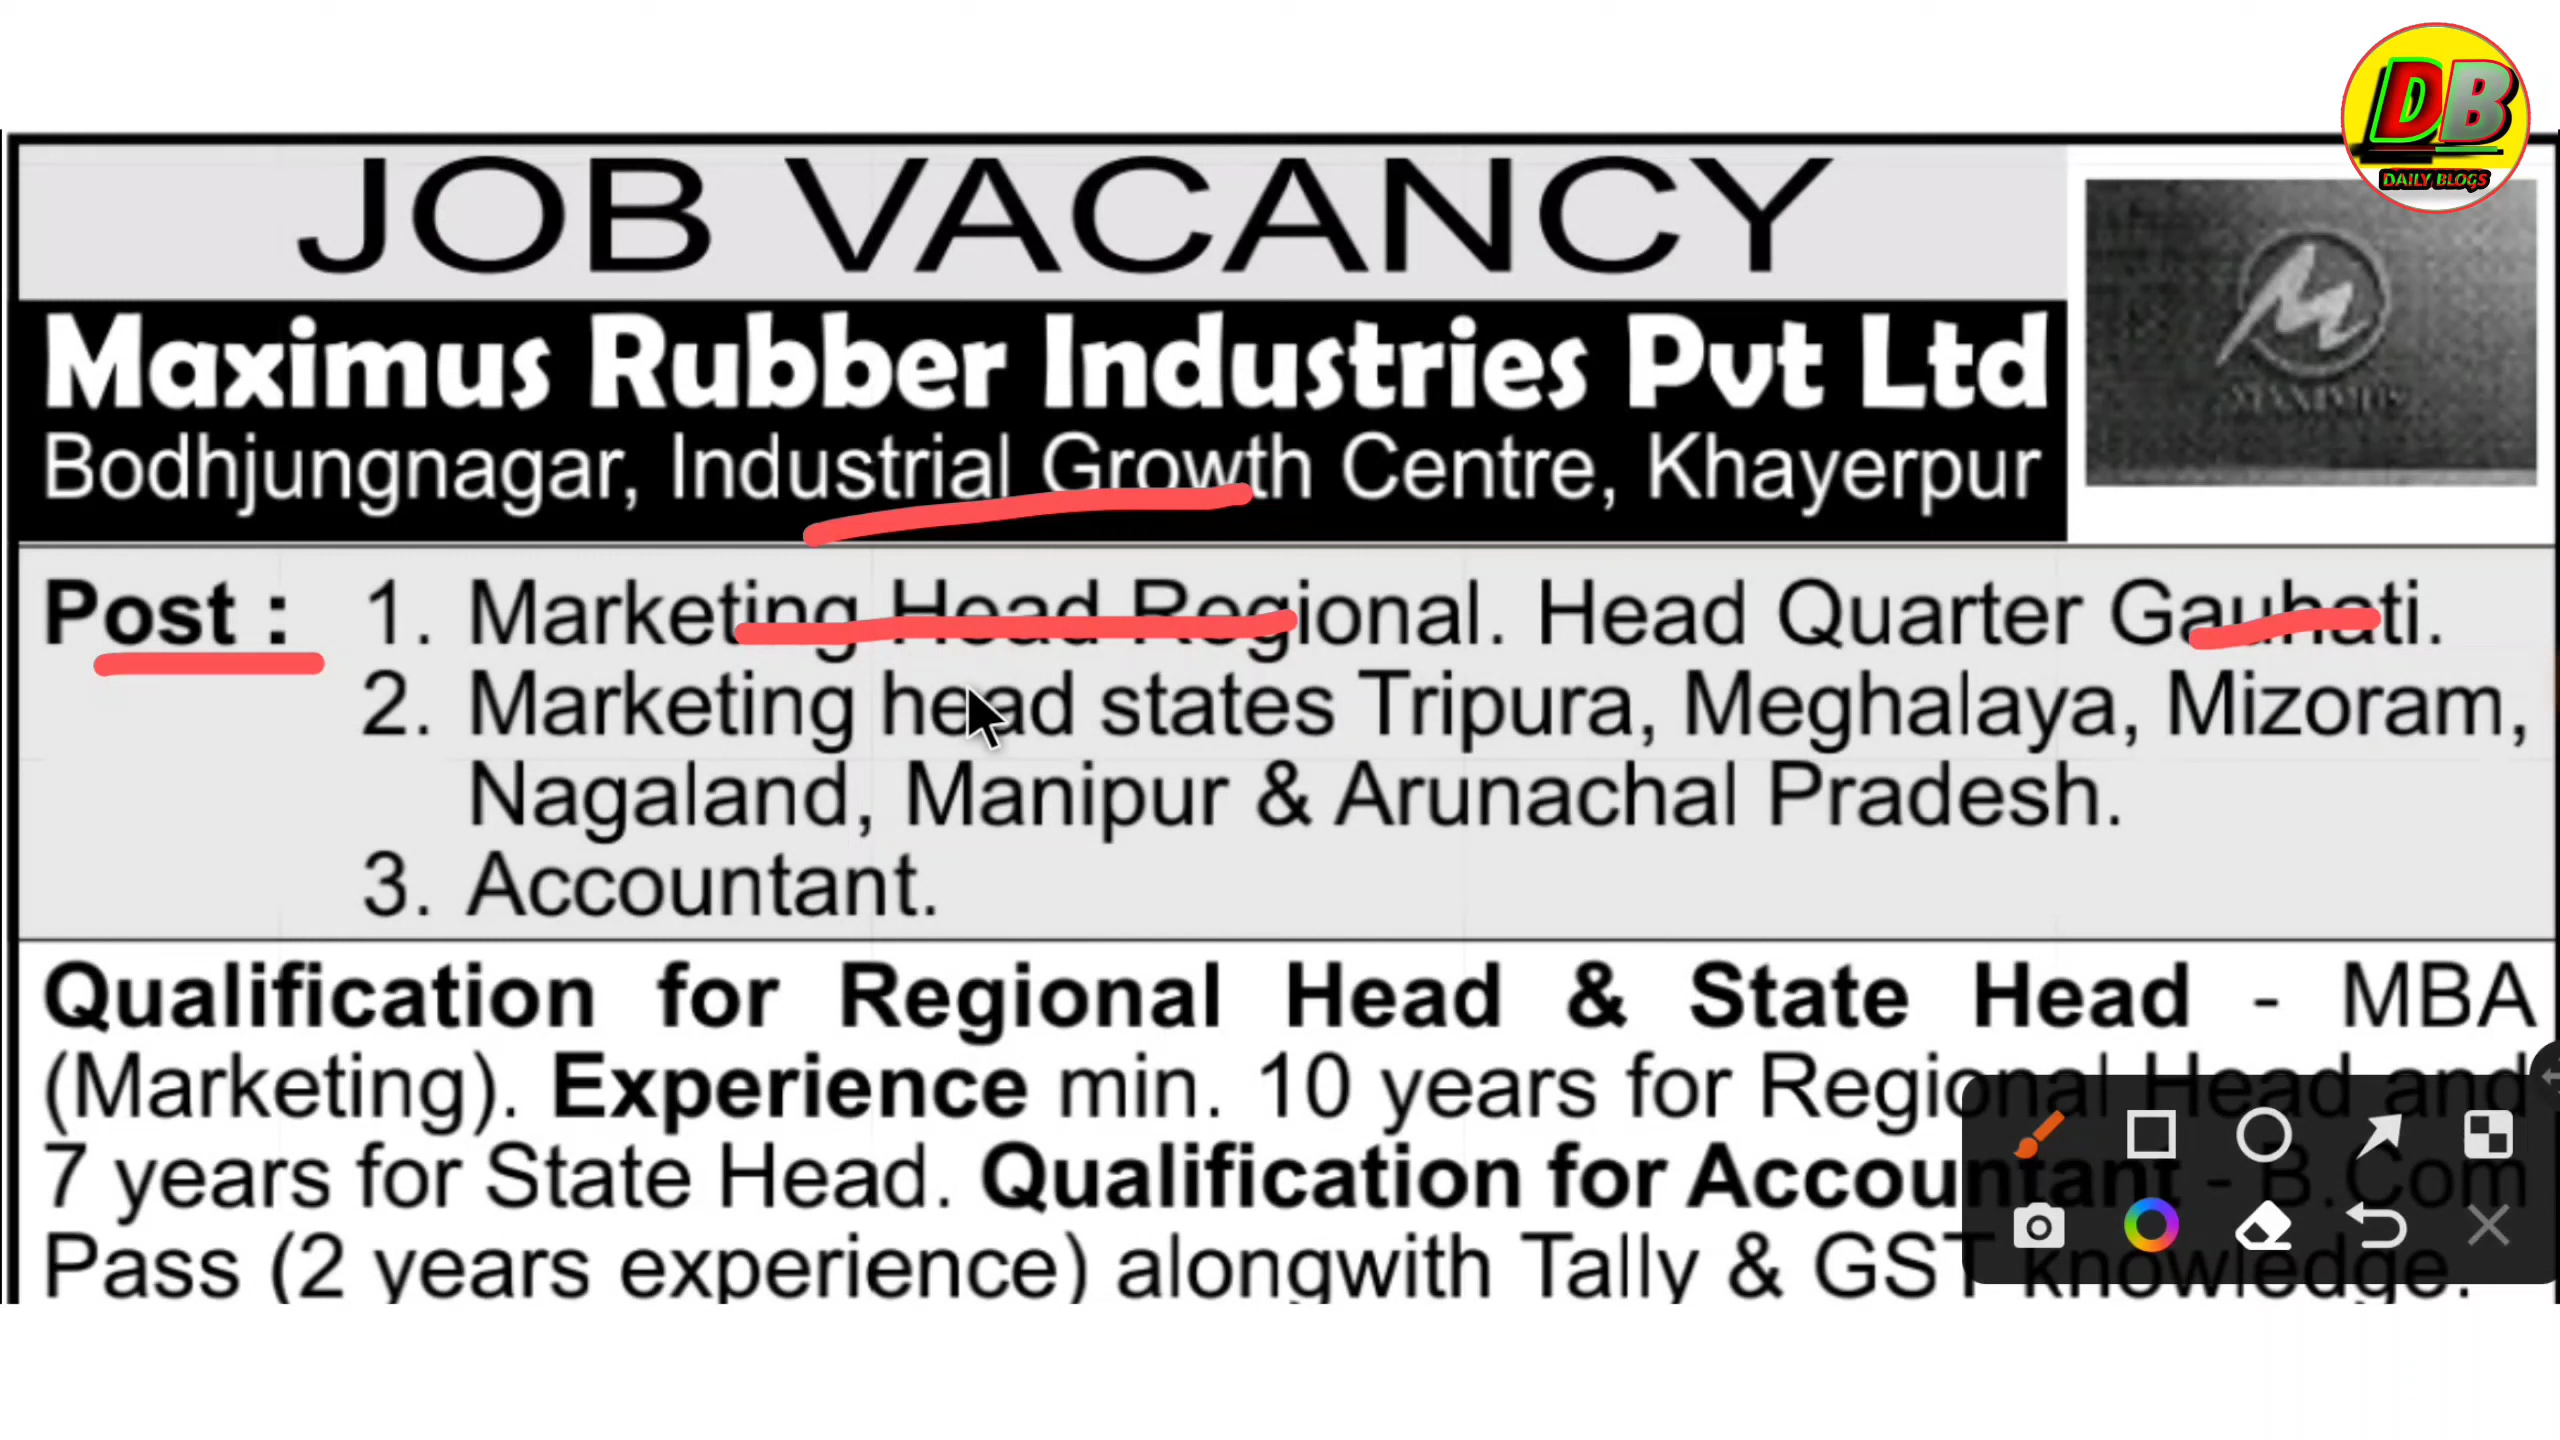 DB
DAILY BLOGS
JOB VACANCY
Maximus Rubber Industries Pvt Ltd
Bodhjungnagar, Industrial Growth Centre, Khayerpur
MAXIMUS
Post : 1. Marketing Head Regional. Head Quarter Gauhati.
2. Marketing head states Tripura, Meghalaya, Mizoram,
Nagaland, Manipur & Arunachal Pradesh.
3. Accountant.
Qualification for Regional Head & State Head - MBA
(Marketing). Experience min. 10 years for Regional Head and
7 years for State Head. Qualification for Accountant - B.Com
Pass (2 years experience) alongwith Tally & GST knowledge.